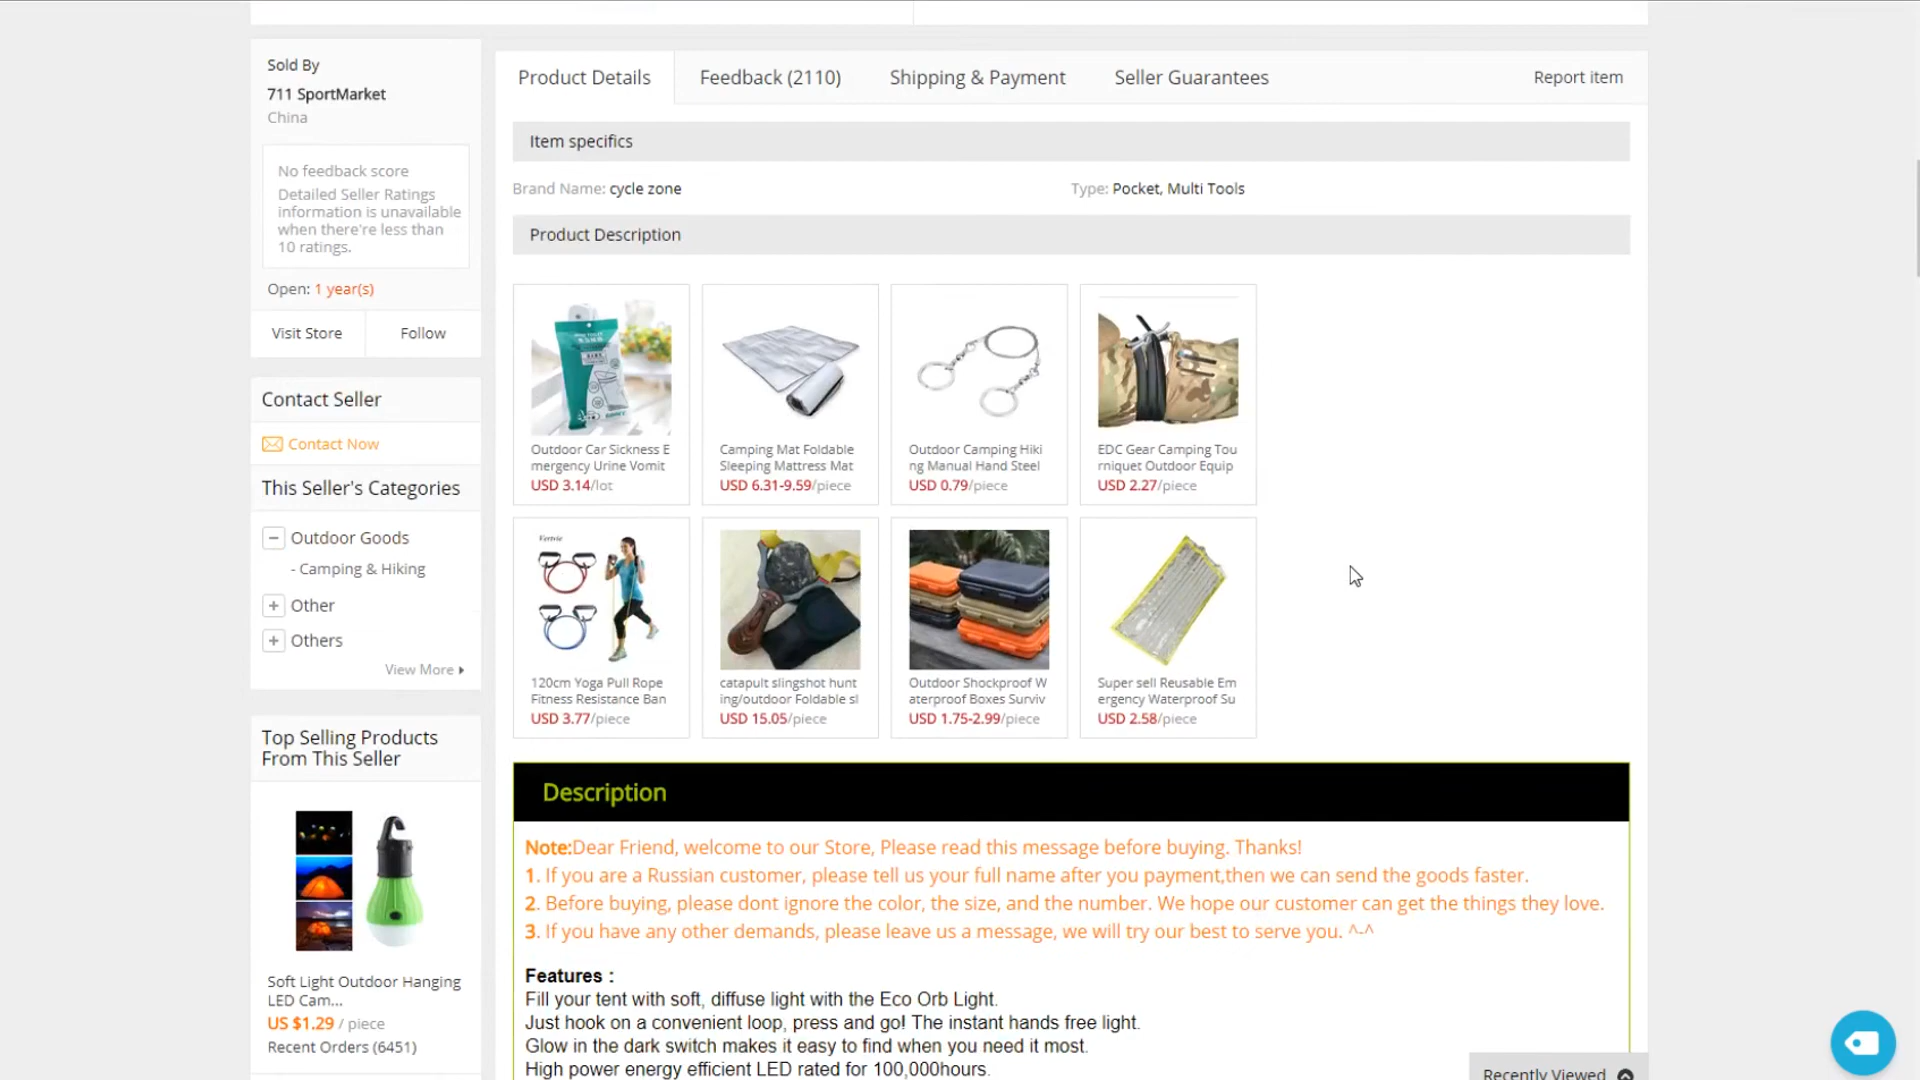 Sold By
711 SportMarket
China
No feedback score
Detailed Seller Ratings
information is unavailable
when there're less than
10 ratings.
Open: 1 year(s)
Visit Store
Follow
Contact Seller
Contact Now
This Seller's Categories
Outdoor Goods
- Camping & Hiking
Other
Others
View More
Top Selling Products
From This Seller
Soft Light Outdoor Hanging
LED Cam...
US $1.29 / piece
Recent Orders (6451)
Product Details
Feedback (2110)
Shipping & Payment
Seller Guarantees
Report item
Item specifics
Brand Name: cycle zone
Type: Pocket, Multi Tools
Product Description
Outdoor Car Sickness E
mergency Urine Vomit
USD 3.14/lot
Camping Mat Foldable
Sleeping Mattress Mat
USD 6.31-9.59/piece
Outdoor Camping Hiki
ng Manual Hand Steel
USD 0.79/piece
EDC Gear Camping Tou
rniquet Outdoor Equip
USD 2.27/piece
120cm Yoga Pull Rope
Fitness Resistance Ban
USD 3.77/piece
catapult slingshot hunt
ing/outdoor Foldable sl
USD 15.05/piece
Outdoor Shockproof W
aterproof Boxes Surviv
USD 1.75-2.99/piece
Super sell Reusable Em
ergency Waterproof Su
USD 2.58/piece
Description
Note:Dear Friend, welcome to our Store, Please read this message before buying. Thanks!
1. If you are a Russian customer, please tell us your full name after you payment,then we can send the goods faster.
2. Before buying, please dont ignore the color, the size, and the number. We hope our customer can get the things they love.
3. If you have any other demands, please leave us a message, we will try our best to serve you. ^-^
Features :
Fill your tent with soft, diffuse light with the Eco Orb Light.
Just hook on a convenient loop, press and go! The instant hands free light.
Glow in the dark switch makes it easy to find when you need it most.
High power energy efficient LED rated for 100,000hours.
Recently Viewed